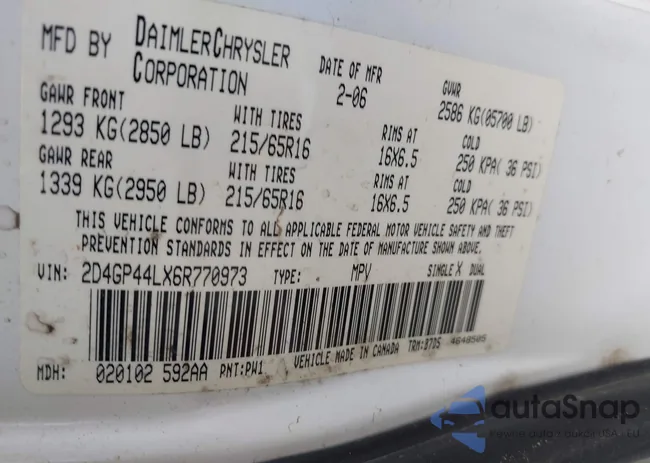 MFD BY DAIMLERCHRYSLER CORPORATION DATE OF MFR 2-06 GVWR 2586 KG(05700 LB)
GAWR FRONT WITH TIRES RIMS AT COLD
1293 KG(2850 LB) 215/65R16 16X6.5 250 KPA( 36 PSI)
GAWR REAR WITH TIRES RIMS AT COLD
1339 KG(2950 LB) 215/65R16 16X6.5 250 KPA( 36 PSI)
THIS VEHICLE CONFORMS TO ALL APPLICABLE FEDERAL MOTOR VEHICLE SAFETY AND THEFT
PREVENTION STANDARDS IN EFFECT ON THE DATE OF MANUFACTURE SHOWN ABOVE.
VIN: 2D4GP44LX6R770973 TYPE: MPV SINGLE X DUAL
VEHICLE MADE IN CANADA TRM:B7D5 4648505
MDH: 020102 592AA PNT:PW1
autoSnap